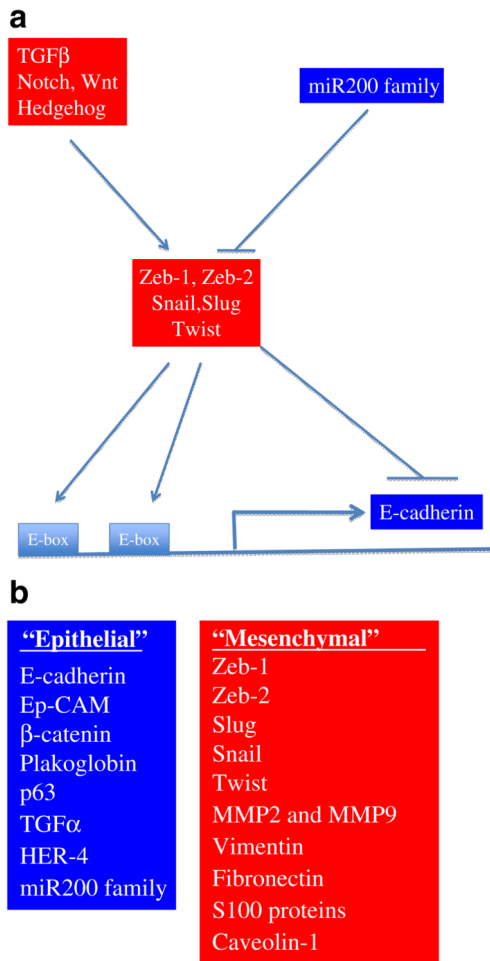 a
TGFβ
Notch, Wnt
Hedgehog
miR200 family
Zeb-1, Zeb-2
Snail,Slug
Twist
E-cadherin
E-box
E-box
b
“Epithelial”
E-cadherin
Ep-CAM
β-catenin
Plakoglobin
p63
TGFα
HER-4
miR200 family
“Mesenchymal”
Zeb-1
Zeb-2
Slug
Snail
Twist
MMP2 and MMP9
Vimentin
Fibronectin
S100 proteins
Caveolin-1